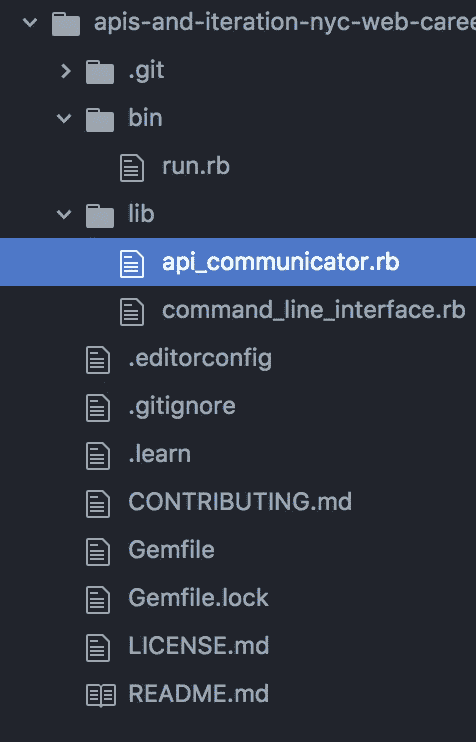 apis-and-iteration-nyc-web-caree
.git
bin
run.rb
lib
api_communicator.rb
command_line_interface.rb
.editorconfig
.gitignore
.learn
CONTRIBUTING.md
Gemfile
Gemfile.lock
LICENSE.md
README.md